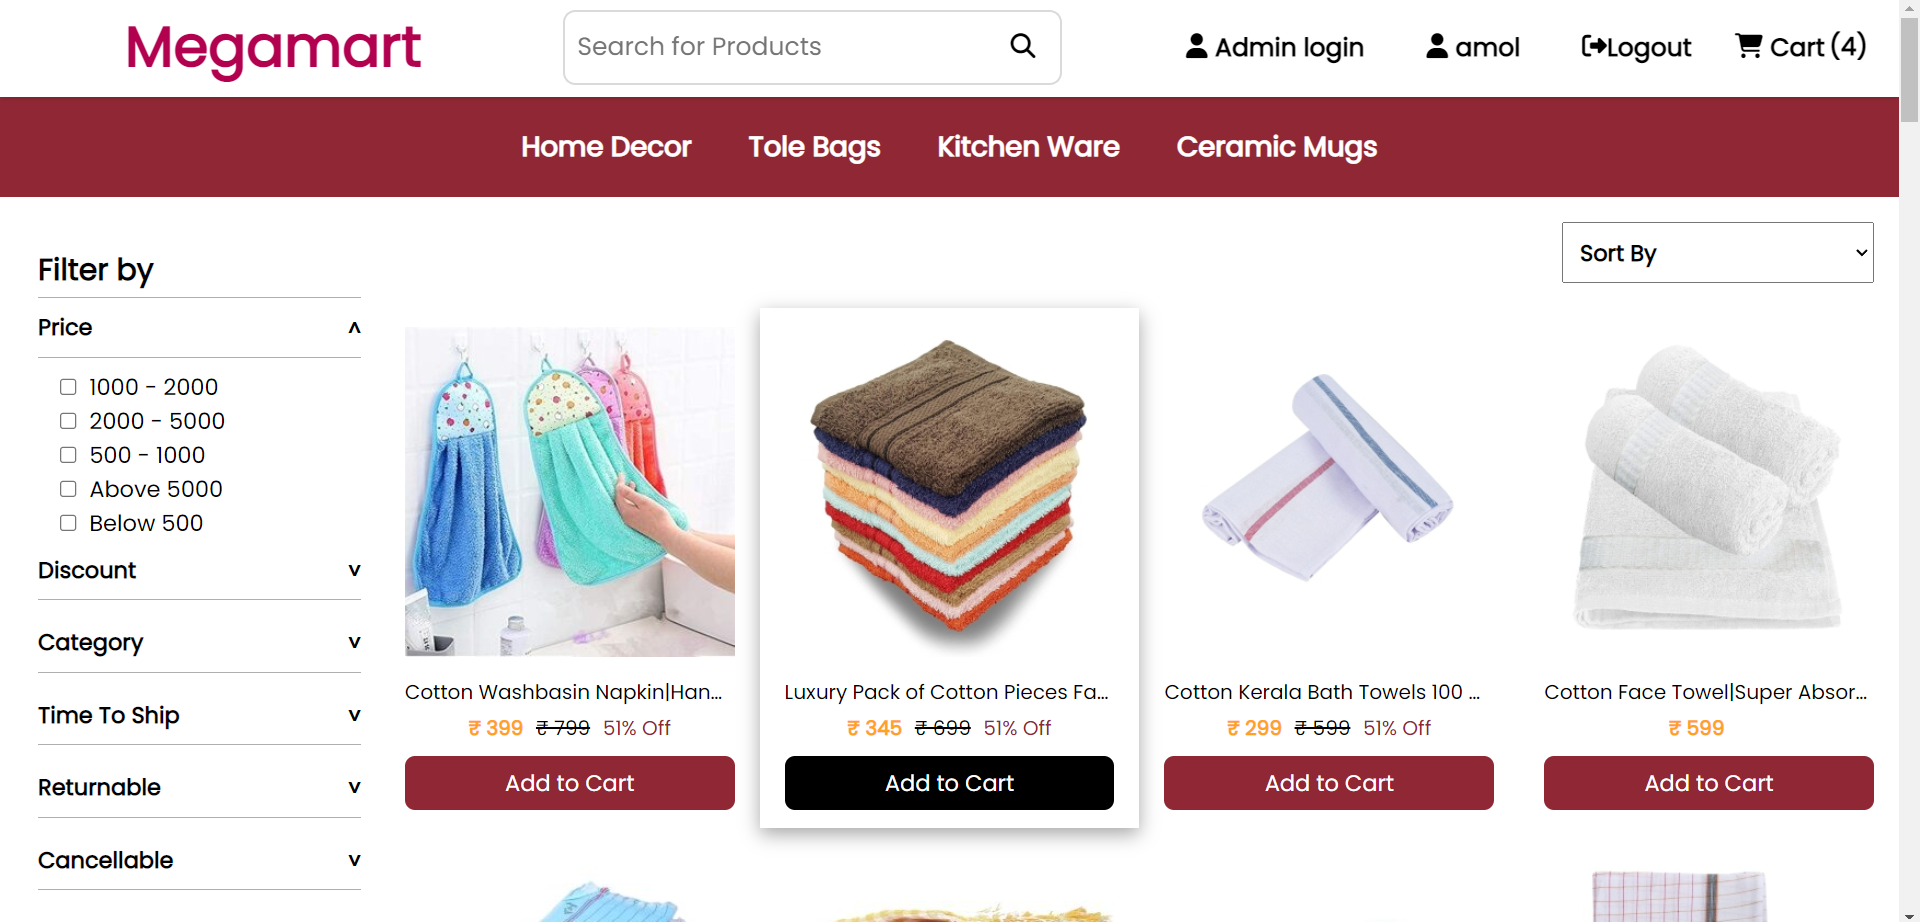 Megamart
Search for Products
Admin login
amol
Logout
Cart (4)
Home Decor
Tole Bags
Kitchen Ware
Ceramic Mugs
Sort By
Filter by
Price
1000 - 2000
2000 - 5000
500 - 1000
Above 5000
Below 500
Discount
Category
Time To Ship
Returnable
Cancellable
Cotton Washbasin Napkin|Han...
₹ 399 ₹ 799 51% Off
Add to Cart
Luxury Pack of Cotton Pieces Fa...
₹ 345 ₹ 699 51% Off
Add to Cart
Cotton Kerala Bath Towels 100 ...
₹ 299 ₹ 599 51% Off
Add to Cart
Cotton Face Towel|Super Absor...
₹ 599
Add to Cart